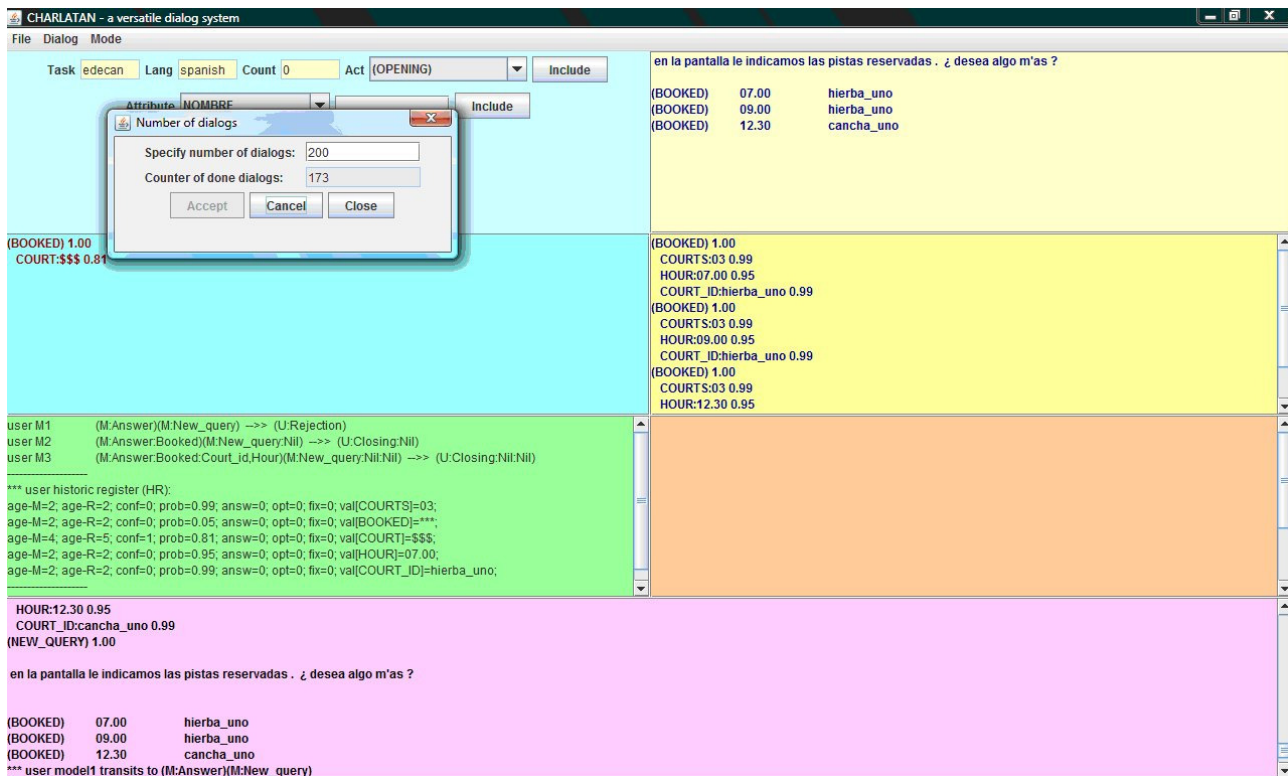 CHARLATAN - a versatile dialog system
File Dialog Mode
Task edecan Lang spanish Count 0 Act (OPENING) Include
Attribute NOMBRE Include
Number of dialogs
Specify number of dialogs: 200
Counter of done dialogs: 173
Accept Cancel Close
en la pantalla le indicamos las pistas reservadas . ¿ desea algo m'as ?
(BOOKED) 07.00 hierba_uno
(BOOKED) 09.00 hierba_uno
(BOOKED) 12.30 cancha_uno
(BOOKED) 1.00
COURT:$$$ 0.81
(BOOKED) 1.00
COURTS:03 0.99
HOUR:07.00 0.95
COURT_ID:hierba_uno 0.99
(BOOKED) 1.00
COURTS:03 0.99
HOUR:09.00 0.95
COURT_ID:hierba_uno 0.99
(BOOKED) 1.00
COURTS:03 0.99
HOUR:12.30 0.95
user M1 (M:Answer)(M:New_query) -->> (U:Rejection)
user M2 (M:Answer:Booked)(M:New_query:Nil) -->> (U:Closing:Nil)
user M3 (M:Answer:Booked:Court_id,Hour)(M:New_query:Nil:Nil) -->> (U:Closing:Nil:Nil)
---------------------
*** user historic register (HR):
age-M=2; age-R=2; conf=0; prob=0.99; answ=0; opt=0; fix=0; val[COURTS]=03;
age-M=2; age-R=2; conf=0; prob=0.05; answ=0; opt=0; fix=0; val[BOOKED]=***;
age-M=4; age-R=5; conf=1; prob=0.81; answ=0; opt=0; fix=0; val[COURT]=$$$;
age-M=2; age-R=2; conf=0; prob=0.95; answ=0; opt=0; fix=0; val[HOUR]=07.00;
age-M=2; age-R=2; conf=0; prob=0.99; answ=0; opt=0; fix=0; val[COURT_ID]=hierba_uno;
---------------------
HOUR:12.30 0.95
COURT_ID:cancha_uno 0.99
(NEW_QUERY) 1.00
en la pantalla le indicamos las pistas reservadas . ¿ desea algo m'as ?
(BOOKED) 07.00 hierba_uno
(BOOKED) 09.00 hierba_uno
(BOOKED) 12.30 cancha_uno
*** user model1 transits to (M:Answer)(M:New_query)